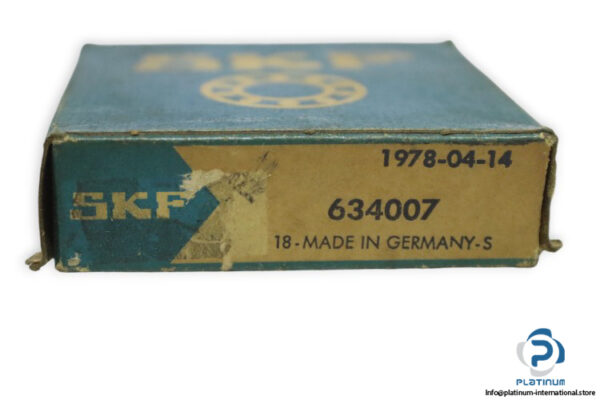 SKF
1978-04-14
SKF
634007
18-MADE IN GERMANY-S
PLATINUM
Info@platinum-international.store